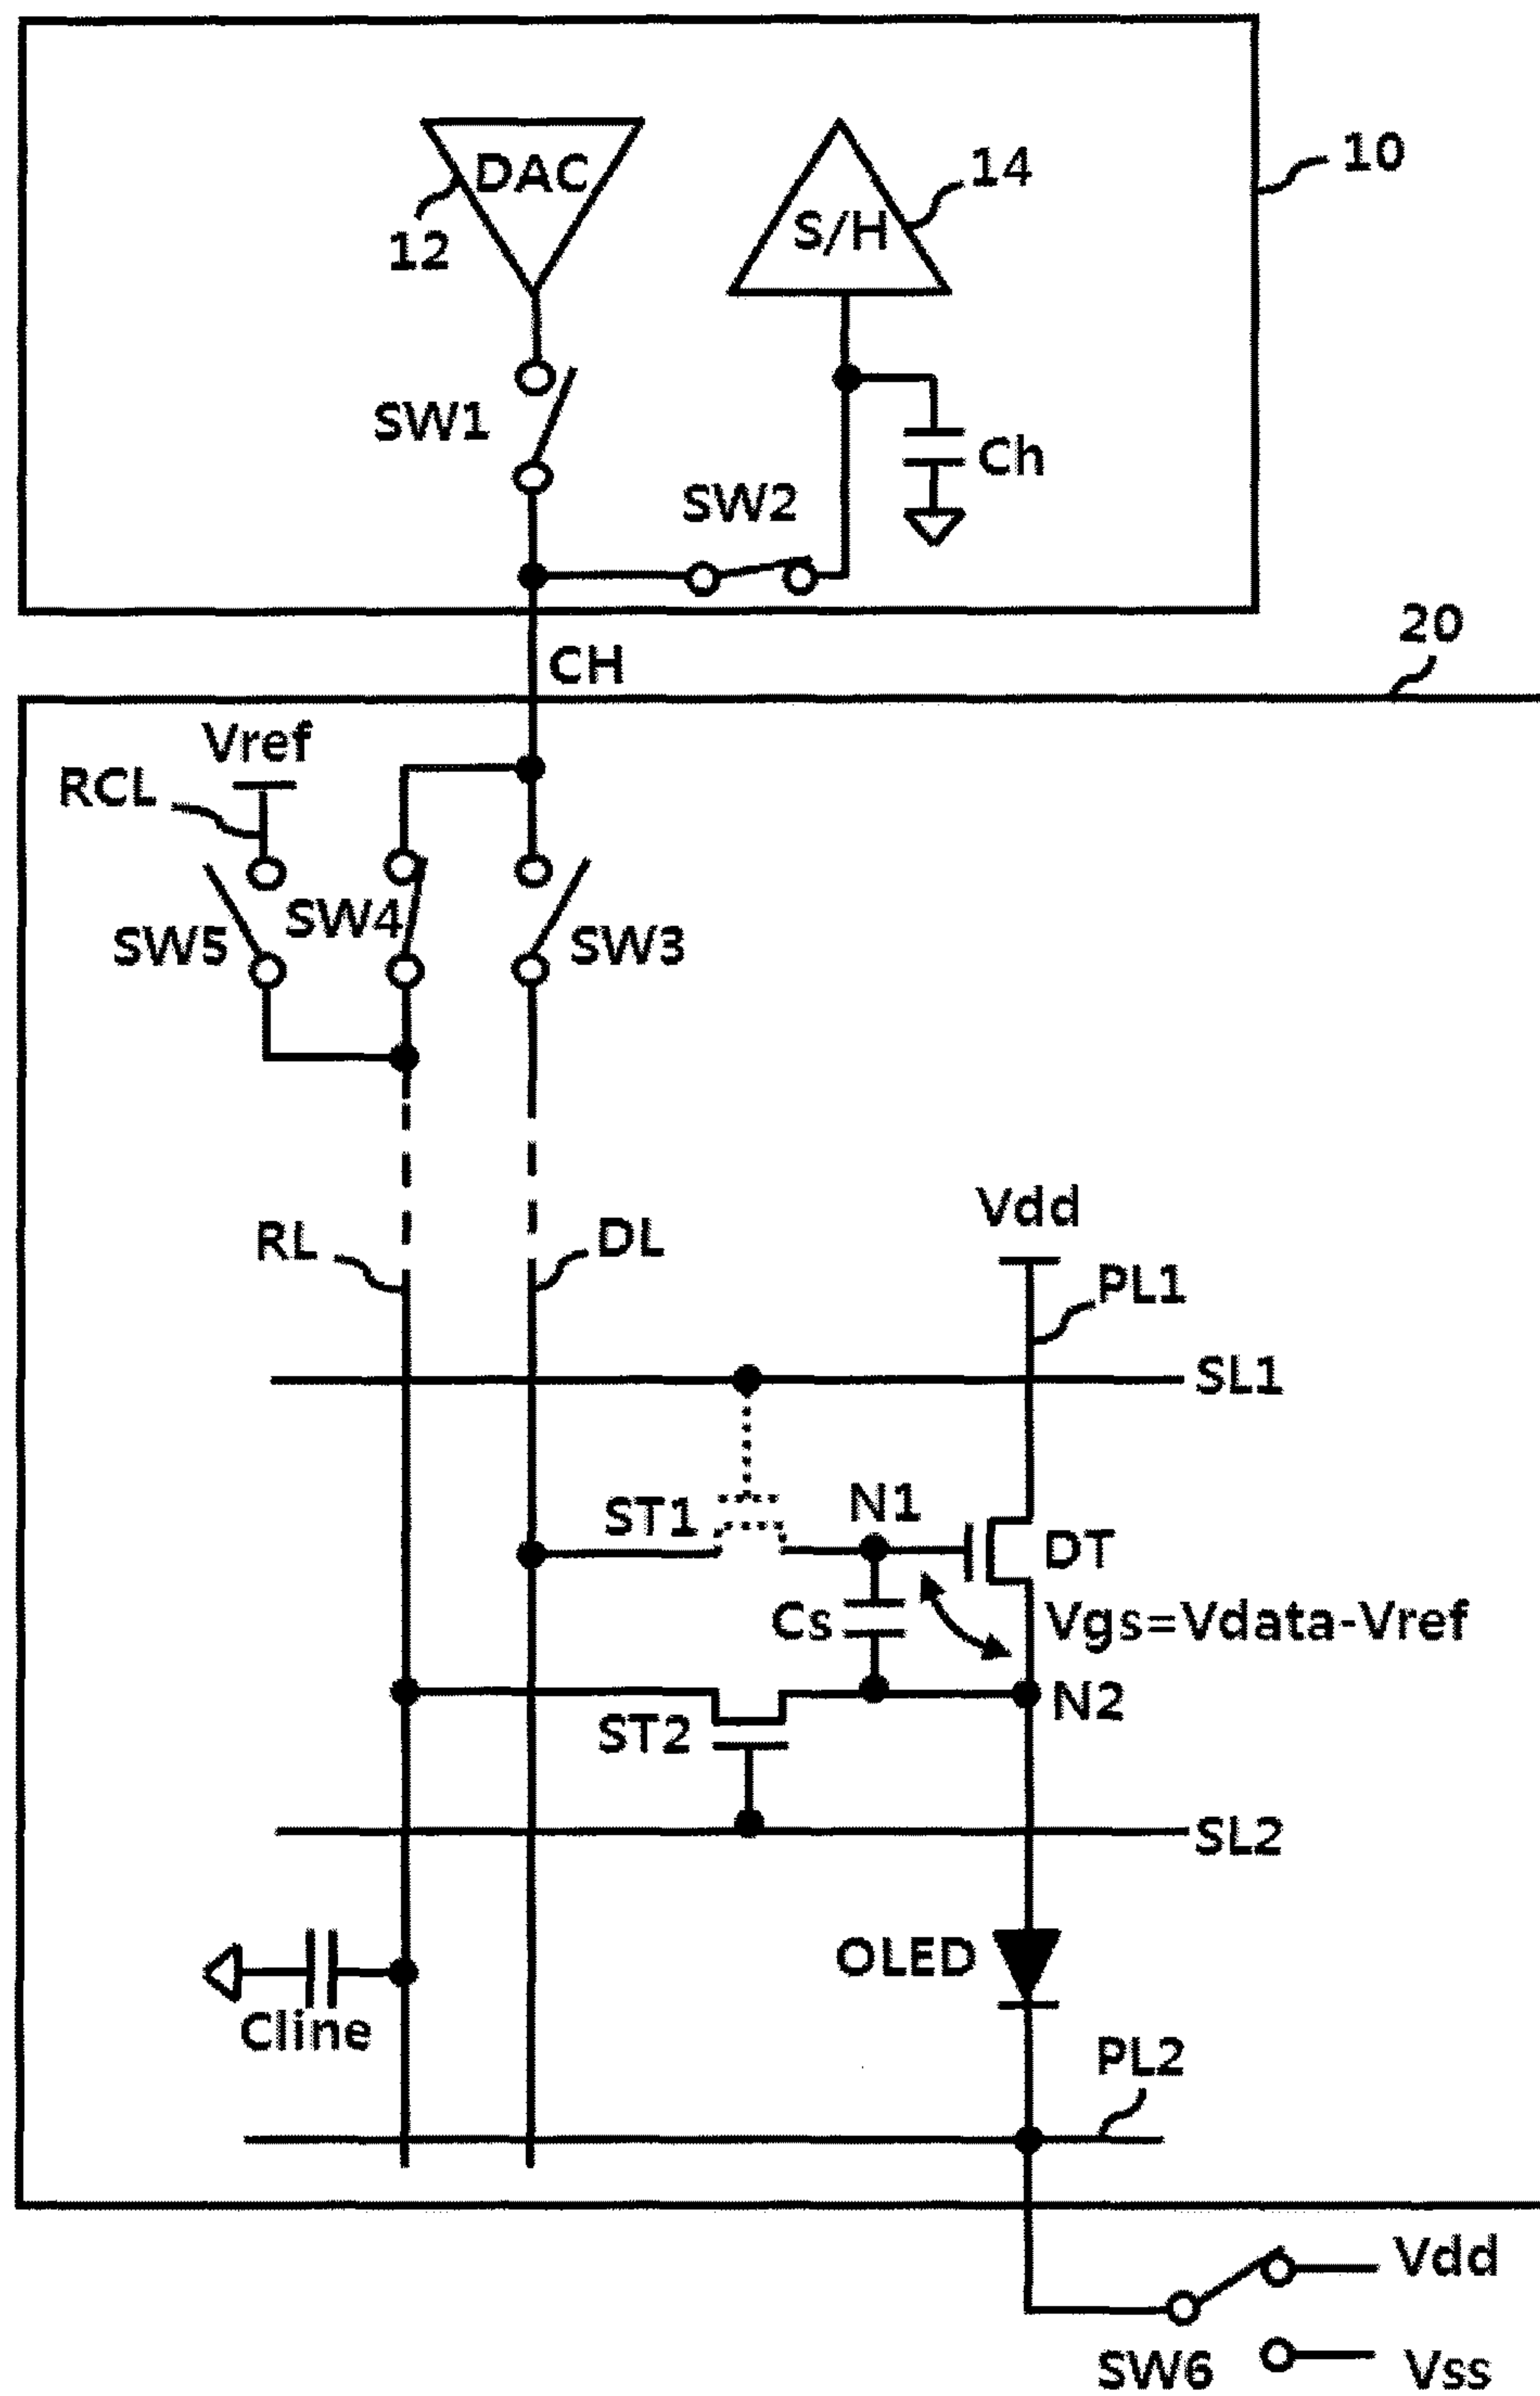 DAC
12
S/H
14
10
SW1
Ch
SW2
20
CH
Vref
RCL
SW5
SW4
SW3
RL
DL
Vdd
PL1
SL1
ST1
N1
DT
Cs
Vgs=Vdata-Vref
N2
ST2
SL2
OLED
Cline
PL2
Vdd
SW6
Vss